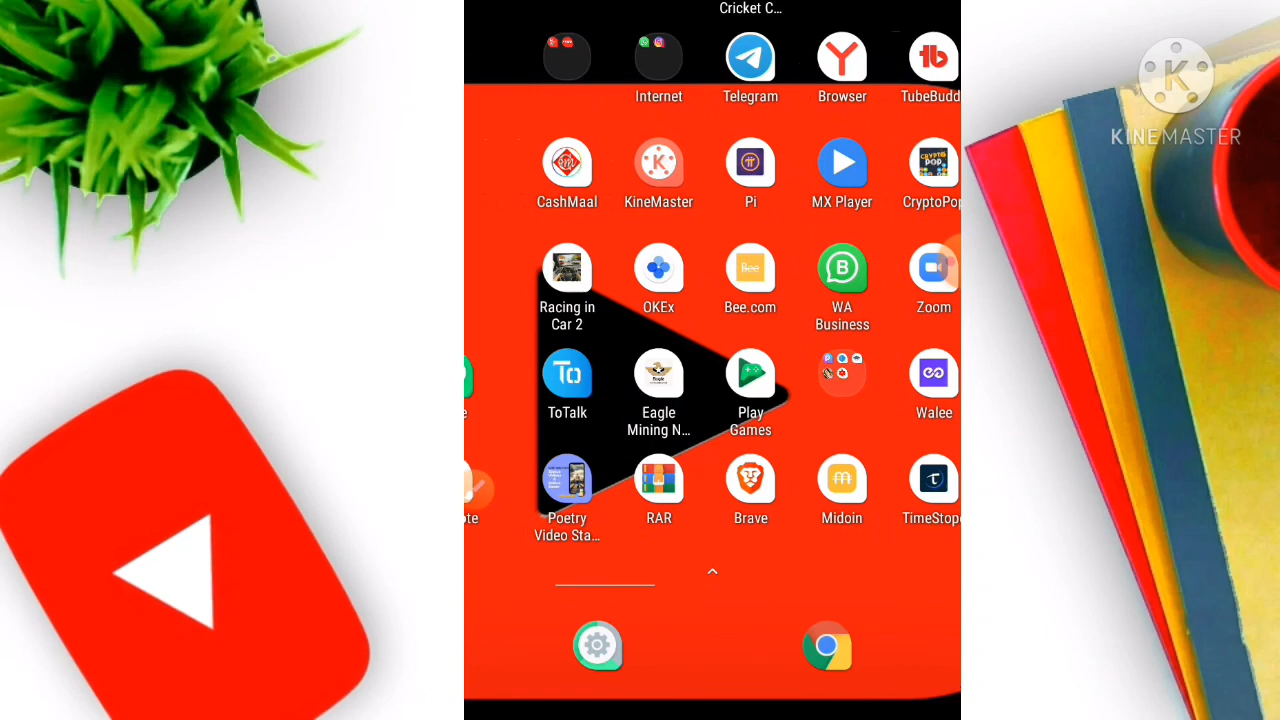 Cricket C...
Internet
Telegram
Browser
TubeBudd
CashMaal
KineMaster
Pi
MX Player
CryptoPop
Racing in
Car 2
OKEx
Bee.com
WA
Business
Zoom
e
ToTalk
Eagle
Mining N...
Play
Games
Walee
ote
Poetry
Video Sta...
RAR
Brave
Midoin
TimeStope
KINEMASTER